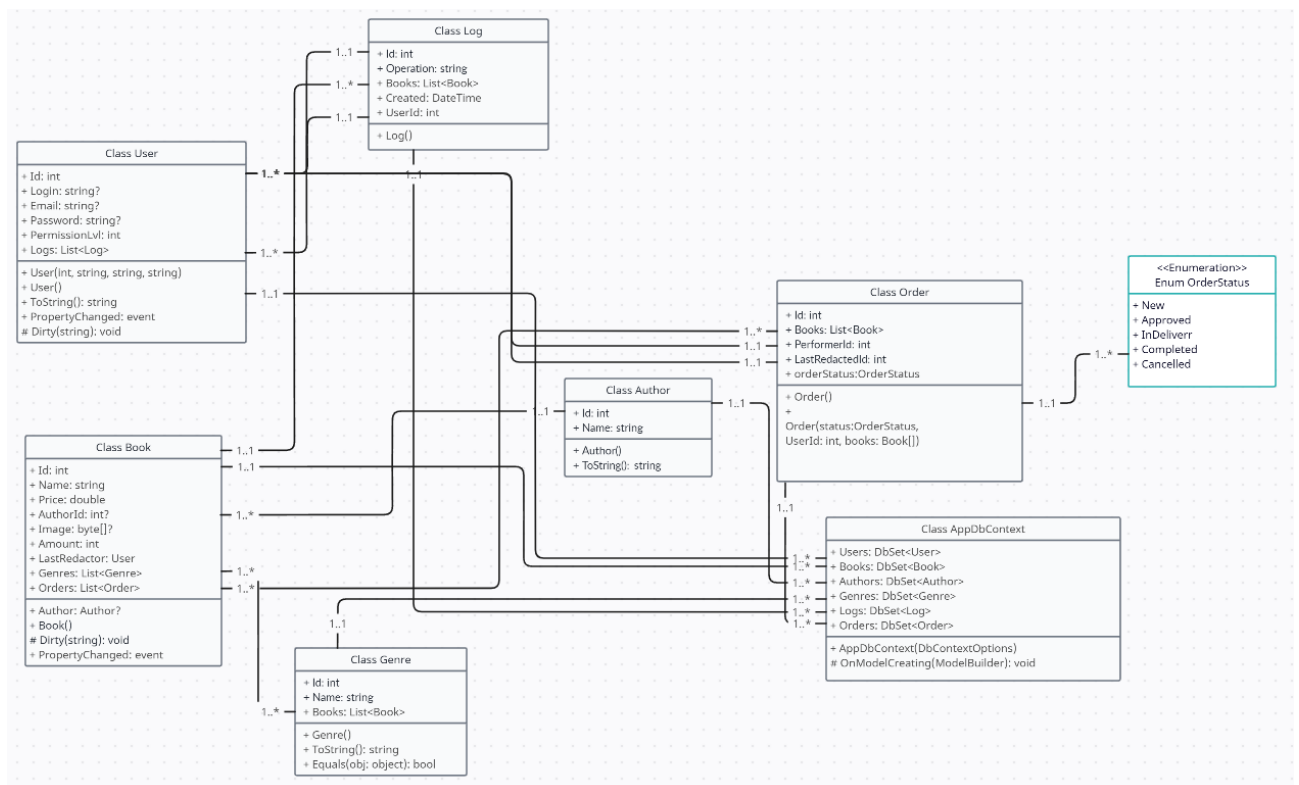 Class Log
+ Id: int
+ Operation: string
+ Books: List<Book>
+ Created: DateTime
+ UserId: int
+ Log()
1..1
1..*
1..1
1..1
Class User
+ Id: int
+ Login: string?
+ Email: string?
+ Password: string?
+ PermissionLvl: int
+ Logs: List<Log>
+ User(int, string, string, string)
+ User()
+ ToString(): string
+ PropertyChanged: event
# Dirty(string): void
1..*
1..*
1..1
<<Enumeration>>
Enum OrderStatus
+ New
+ Approved
+ InDeliverr
+ Completed
+ Cancelled
1..*
Class Order
+ Id: int
+ Books: List<Book>
+ PerformerId: int
+ LastRedactedId: int
+ orderStatus:OrderStatus
+ Order()
+
Order(status:OrderStatus,
UserId: int, books: Book[])
1..*
1..1
1..1
1..1
1..1
Class Author
+ Id: int
+ Name: string
+ Author()
+ ToString(): string
1..1
1..1
Class Book
+ Id: int
+ Name: string
+ Price: double
+ AuthorId: int?
+ Image: byte[]?
+ Amount: int
+ LastRedactor: User
+ Genres: List<Genre>
+ Orders: List<Order>
+ Author: Author?
+ Book()
# Dirty(string): void
+ PropertyChanged: event
1..1
1..1
1..*
1..*
1..*
Class AppDbContext
+ Users: DbSet<User>
+ Books: DbSet<Book>
+ Authors: DbSet<Author>
+ Genres: DbSet<Genre>
+ Logs: DbSet<Log>
+ Orders: DbSet<Order>
+ AppDbContext(DbContextOptions)
# OnModelCreating(ModelBuilder): void
1..*
1..*
1..*
1..*
1..*
1..*
1..1
Class Genre
+ Id: int
+ Name: string
+ Books: List<Book>
+ Genre()
+ ToString(): string
+ Equals(obj: object): bool
1..*